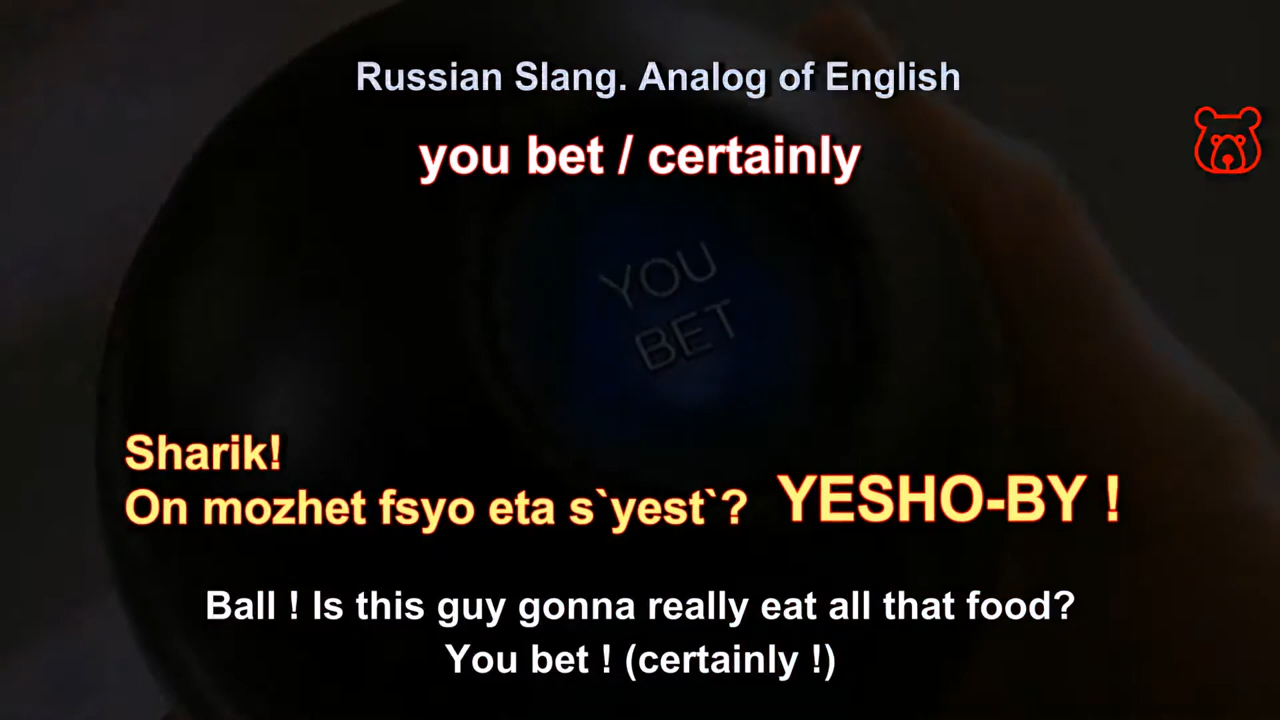 Russian Slang. Analog of English
you bet / certainly
YOU
BET
Sharik!
On mozhet fsyo eta s`yest`? YESHO-BY !
Ball ! Is this guy gonna really eat all that food?
You bet ! (certainly !)